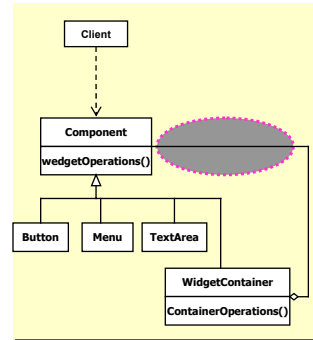 Client
Component
wedgetOperations()
Button
Menu
TextArea
WidgetContainer
ContainerOperations()